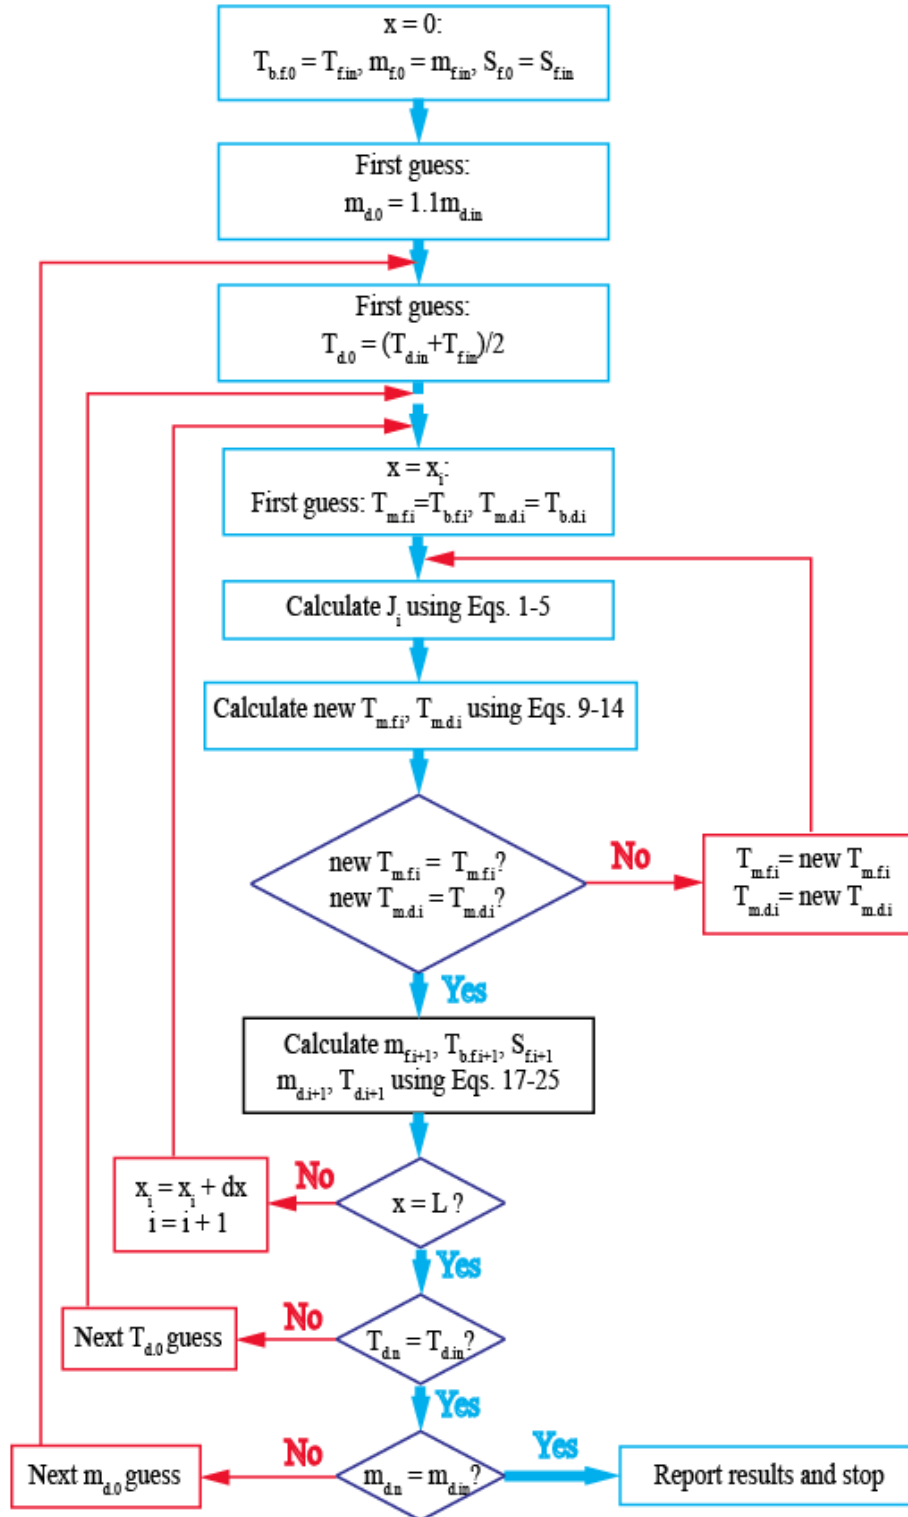 x = 0:
T_b.f.0 = T_f.in, m_f.0 = m_f.in, S_f.0 = S_f.in
First guess:
m_d.0 = 1.1m_d.in
First guess:
T_d.0 = (T_d.in+T_f.in)/2
x = x_i:
First guess: T_m.f.i=T_b.f.i, T_m.d.i= T_b.d.i
Calculate J_i using Eqs. 1-5
Calculate new T_m.f.i, T_m.d.i using Eqs. 9-14
new T_m.f.i = T_m.f.i?
new T_m.d.i = T_m.d.i?
No
T_m.f.i= new T_m.f.i
T_m.d.i= new T_m.d.i
Yes
Calculate m_f.i+1, T_b.f.i+1, S_f.i+1
m_d.i+1, T_d.i+1 using Eqs. 17-25
x = L ?
No
x_i = x_i + dx
i = i + 1
Yes
T_d.n = T_d.in?
No
Next T_d.0 guess
Yes
m_d.n = m_d.in?
No
Next m_d.0 guess
Yes
Report results and stop